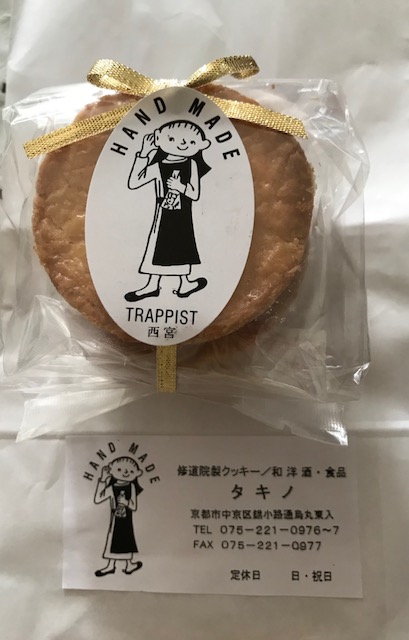 HAND MADE
TRAPPIST
西宮
HAND MADE
修道院製クッキー／和洋酒・食品
タキノ
京都市中京区錦小路通烏丸東入
TEL 075-221-0976～7
FAX 075-221-0977
定休日 日・祝日